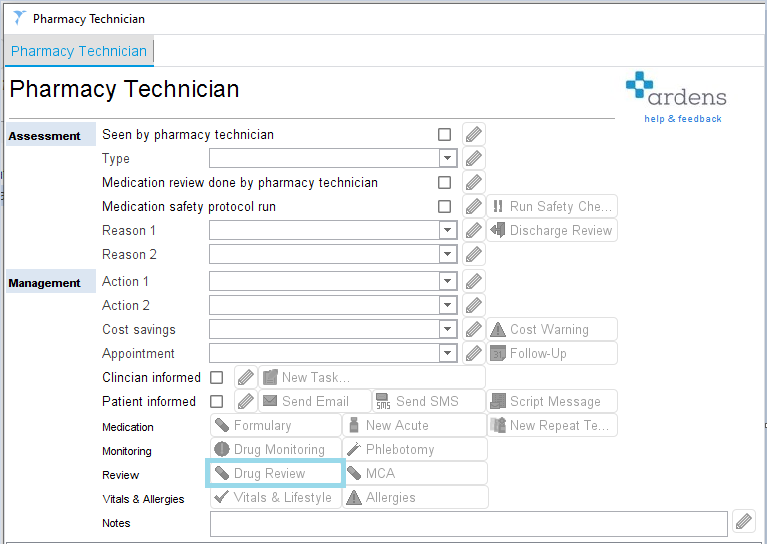 Pharmacy Technician
Pharmacy Technician
Pharmacy Technician
ardens
help & feedback
Assessment
Seen by pharmacy technician
Type
Medication review done by pharmacy technician
Medication safety protocol run
Run Safety Che...
Reason 1
Discharge Review
Reason 2
Management
Action 1
Action 2
Cost savings
Cost Warning
Appointment
31
Follow-Up
Clincian informed
New Task...
Patient informed
Send Email
SMS
Send SMS
Script Message
Medication
Formulary
New Acute
New Repeat Te...
Monitoring
Drug Monitoring
Phlebotomy
Review
Drug Review
MCA
Vitals & Allergies
Vitals & Lifestyle
Allergies
Notes